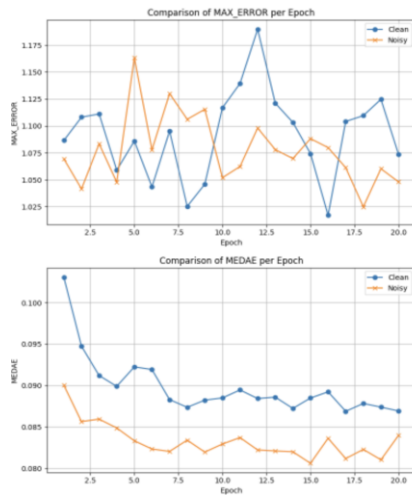 Comparison of MAX_ERROR per Epoch
Clean
Noisy
1.175
1.150
1.125
1.100
1.075
1.050
1.025
MAX_ERROR
2.5 5.0 7.5 10.0 12.5 15.0 17.5 20.0
Epoch
Comparison of MEDAE per Epoch
Clean
Noisy
0.100
0.095
0.090
0.085
0.080
MEDAE
2.5 5.0 7.5 10.0 12.5 15.0 17.5 20.0
Epoch